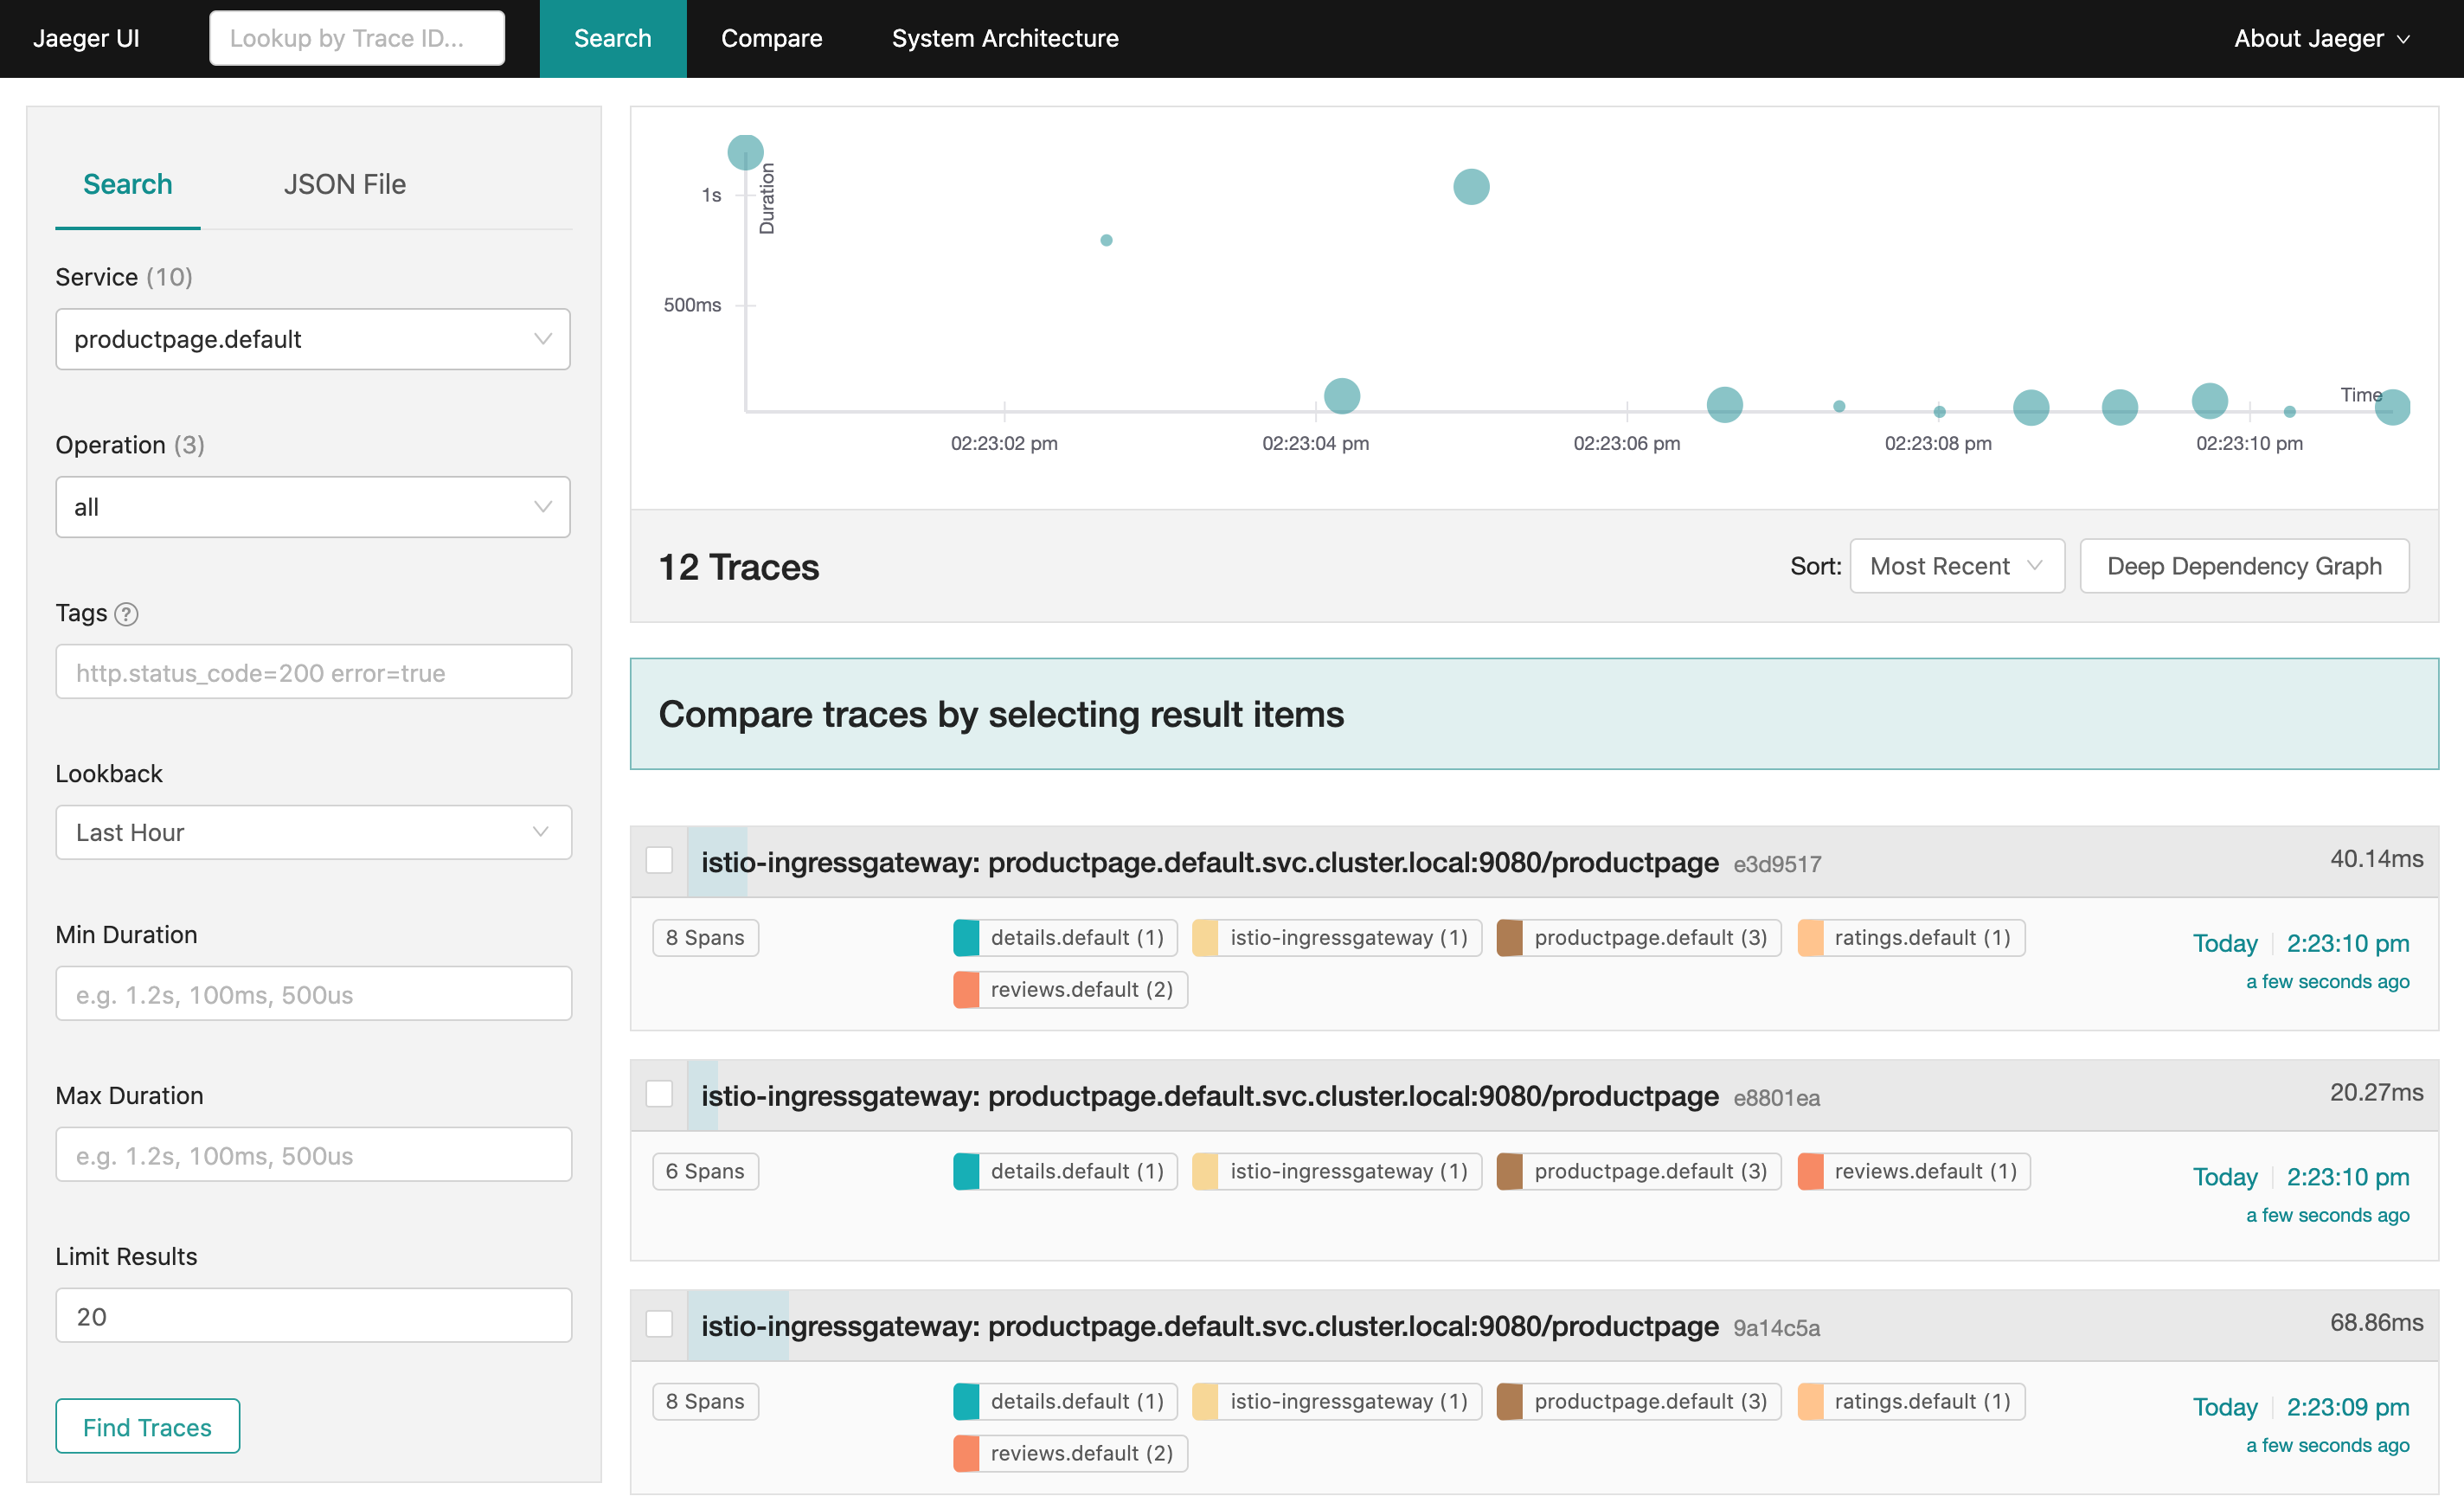 Jaeger UI
Lookup by Trace ID...
Search
Compare
System Architecture
About Jaeger
Search
JSON File
Service (10)
productpage.default
Operation (3)
all
Tags ?
http.status_code=200 error=true
Lookback
Last Hour
Min Duration
e.g. 1.2s, 100ms, 500us
Max Duration
e.g. 1.2s, 100ms, 500us
Limit Results
20
Find Traces
Duration
1s
500ms
Time
02:23:02 pm
02:23:04 pm
02:23:06 pm
02:23:08 pm
02:23:10 pm
12 Traces
Sort:
Most Recent
Deep Dependency Graph
Compare traces by selecting result items
istio-ingressgateway: productpage.default.svc.cluster.local:9080/productpage e3d9517
40.14ms
8 Spans
details.default (1)
istio-ingressgateway (1)
productpage.default (3)
ratings.default (1)
reviews.default (2)
Today
2:23:10 pm
a few seconds ago
istio-ingressgateway: productpage.default.svc.cluster.local:9080/productpage e8801ea
20.27ms
6 Spans
details.default (1)
istio-ingressgateway (1)
productpage.default (3)
reviews.default (1)
Today
2:23:10 pm
a few seconds ago
istio-ingressgateway: productpage.default.svc.cluster.local:9080/productpage 9a14c5a
68.86ms
8 Spans
details.default (1)
istio-ingressgateway (1)
productpage.default (3)
ratings.default (1)
reviews.default (2)
Today
2:23:09 pm
a few seconds ago